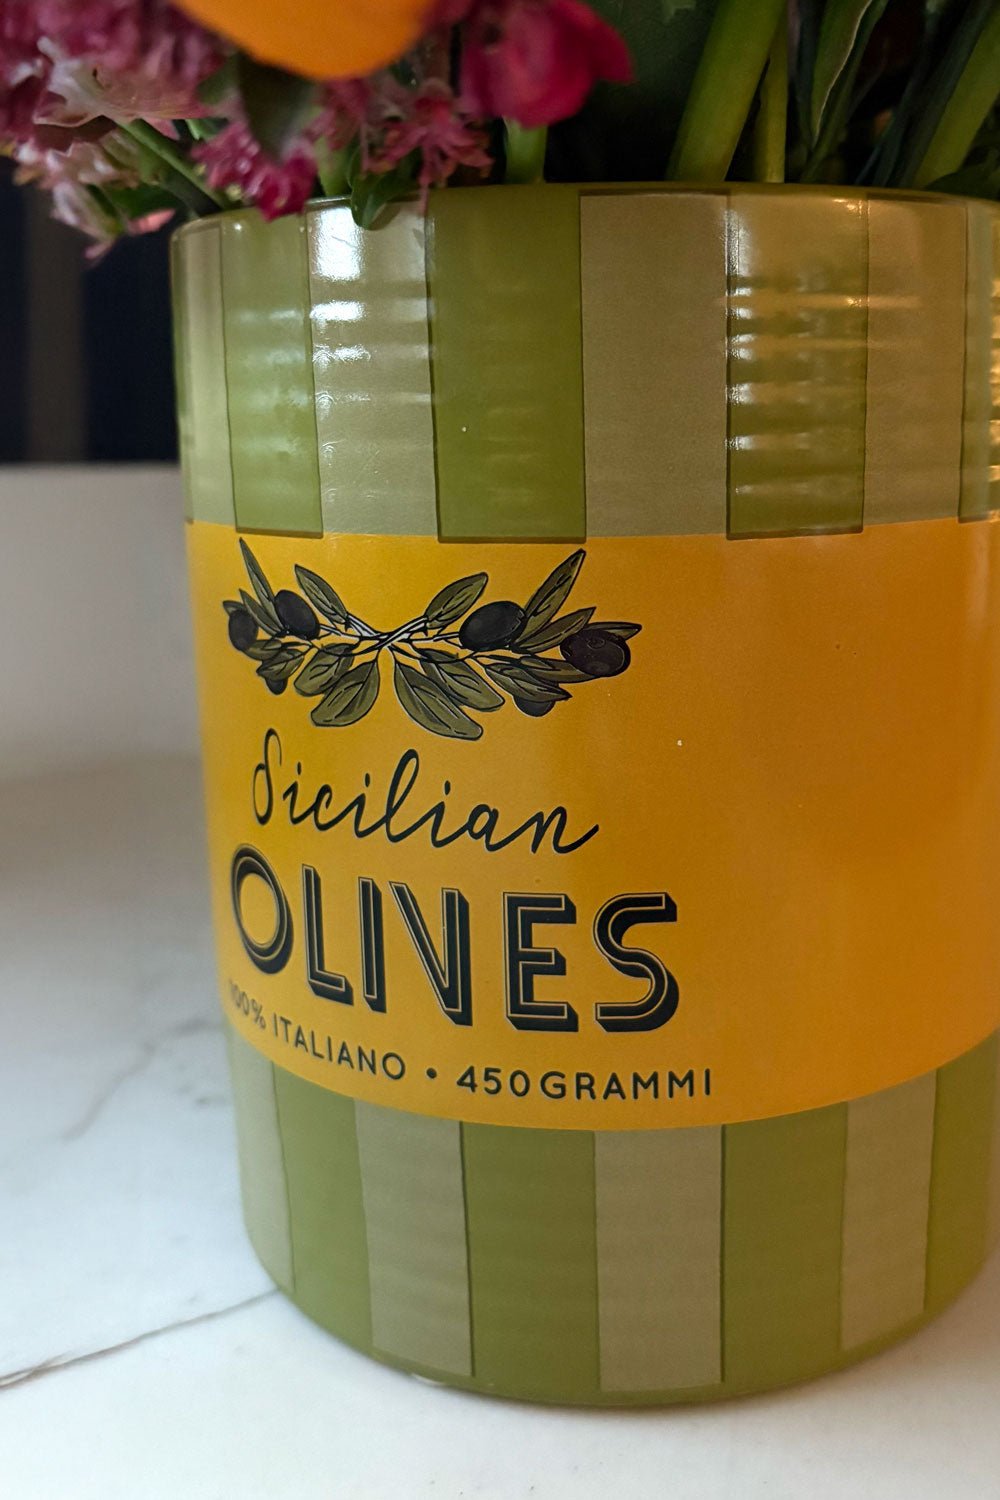 Sicilian
OLIVES
100% ITALIANO • 450GRAMMI